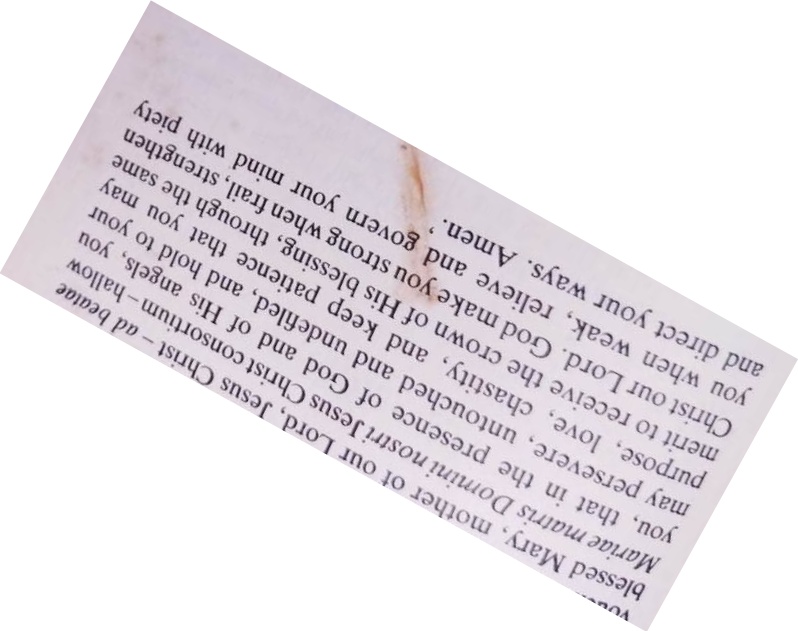 blessed Mary, mother of our Lord, Jesus Christ – ad beatae
Mariae matris Domini nostri Jesus Christ consortium – hallow
you, that in the presence of God and of His angels, you
may persevere, untouched and undefiled, and hold to your
purpose, love, chastity, and keep patience that you may
merit to receive the crown of His blessing, through the same
Christ our Lord. God make you strong when frail, strengthen
you when weak, relieve and govern your mind with piety
and direct your ways. Amen. ,